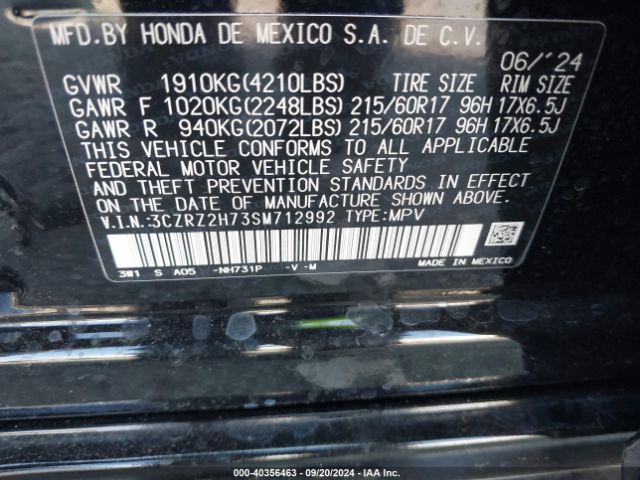 MFD.BY HONDA DE MEXICO S.A. DE C.V.
06/'24
GVWR 1910KG(4210LBS) TIRE SIZE RIM SIZE
GAWR F 1020KG(2248LBS) 215/60R17 96H 17X6.5J
GAWR R 940KG(2072LBS) 215/60R17 96H 17X6.5J
THIS VEHICLE CONFORMS TO ALL APPLICABLE
FEDERAL MOTOR VEHICLE SAFETY
AND THEFT PREVENTION STANDARDS IN EFFECT
ON THE DATE OF MANUFACTURE SHOWN ABOVE.
V.I.N.:3CZRZ2H73SM712992 TYPE:MPV
3W1 S A05 -NH731P -V -M MADE IN MEXICO
00-40356463 - 09/20/2024 - IAA Inc.